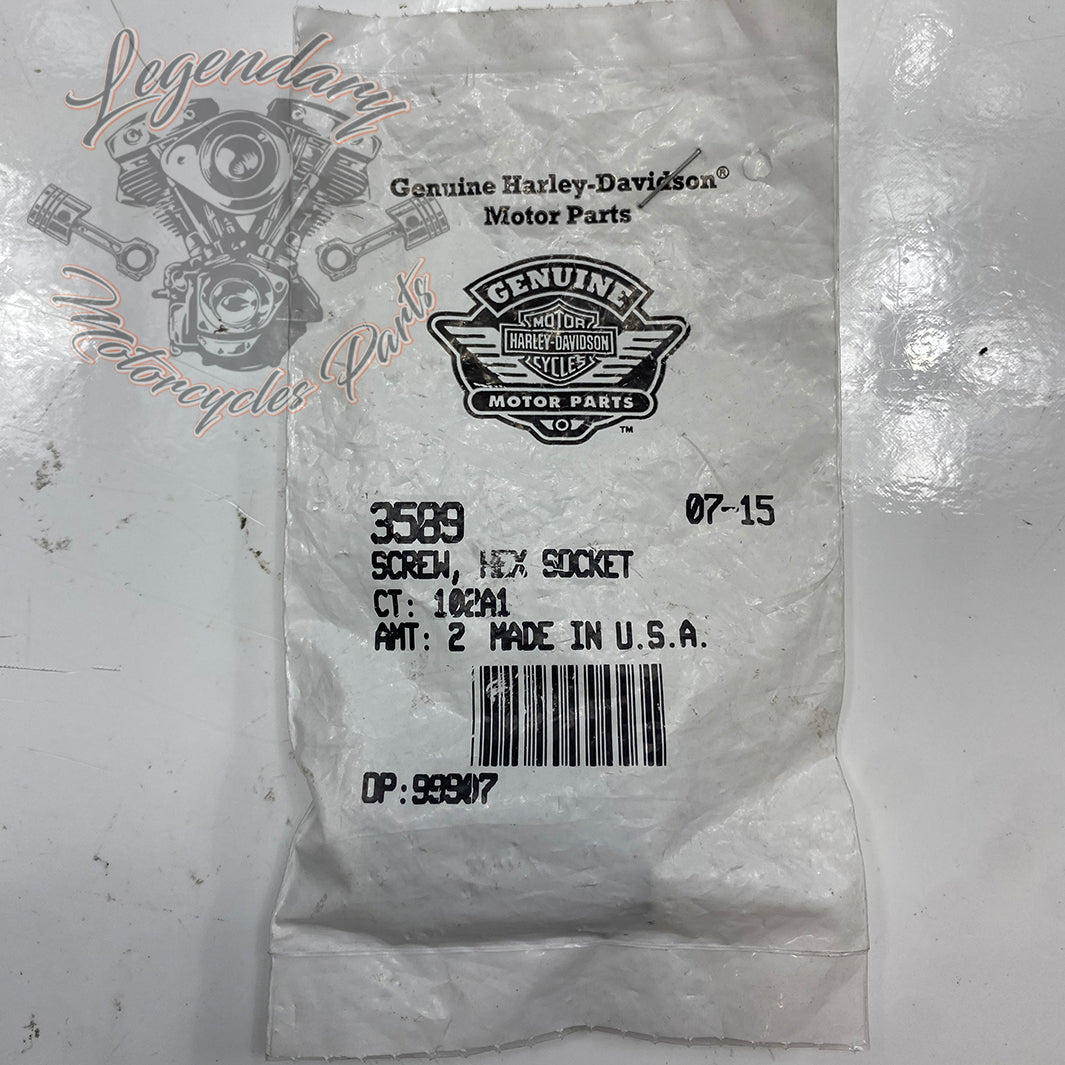 Legendary
Motorcycles Parts
Genuine Harley-Davidson®
Motor Parts
GENUINE
MOTOR
HARLEY-DAVIDSON
CYCLES
MOTOR PARTS
TM
3589 07-15
SCREW, HEX SOCKET
CT: 102A1
AMT: 2 MADE IN U.S.A.
OP:99907